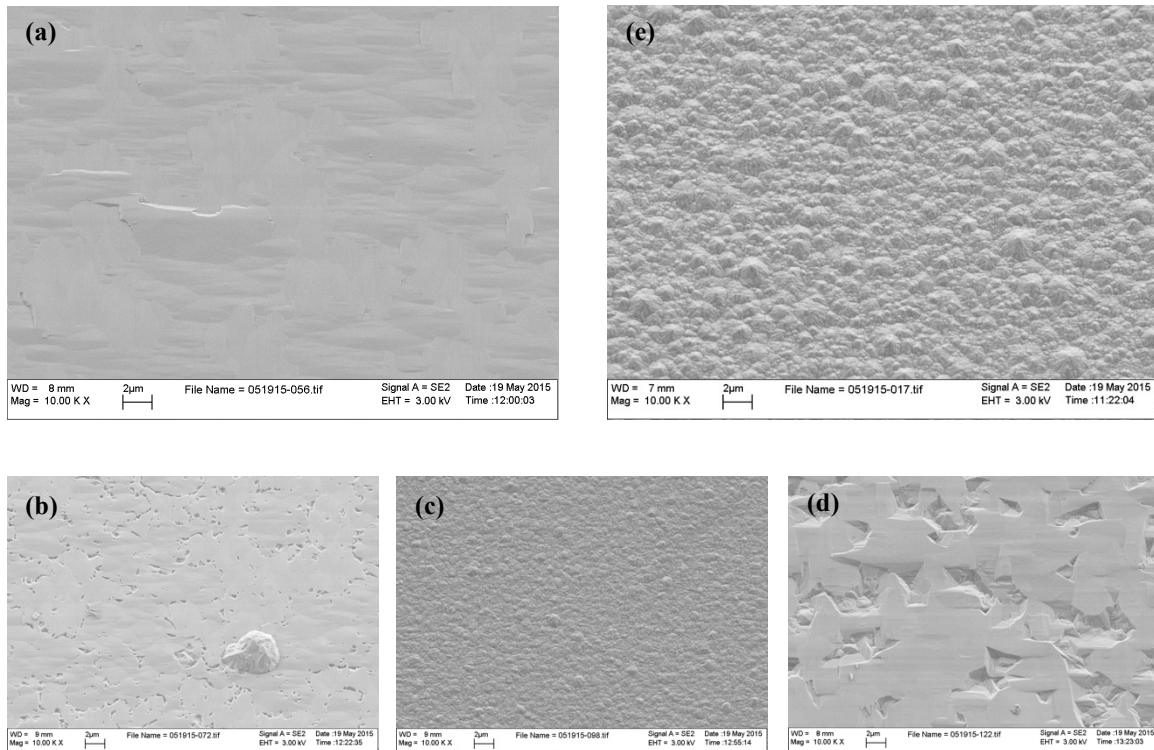 (a)
WD = 8 mm 2µm File Name = 051915-056.tif Signal A = SE2 Date :19 May 2015
Mag = 10.00 K X EHT = 3.00 kV Time :12:00:03
(e)
WD = 7 mm 2µm File Name = 051915-017.tif Signal A = SE2 Date :19 May 2015
Mag = 10.00 K X EHT = 3.00 kV Time :11:22:04
(b)
WD = 9 mm 2µm File Name = 051915-072.tif Signal A = SE2 Date :19 May 2015
Mag = 10.00 K X EHT = 3.00 kV Time :12:22:35
(c)
WD = 9 mm 2µm File Name = 051915-098.tif Signal A = SE2 Date :19 May 2015
Mag = 10.00 K X EHT = 3.00 kV Time :12:55:14
(d)
WD = 8 mm 2µm File Name = 051915-122.tif Signal A = SE2 Date :19 May 2015
Mag = 10.00 K X EHT = 3.00 kV Time :13:23:03